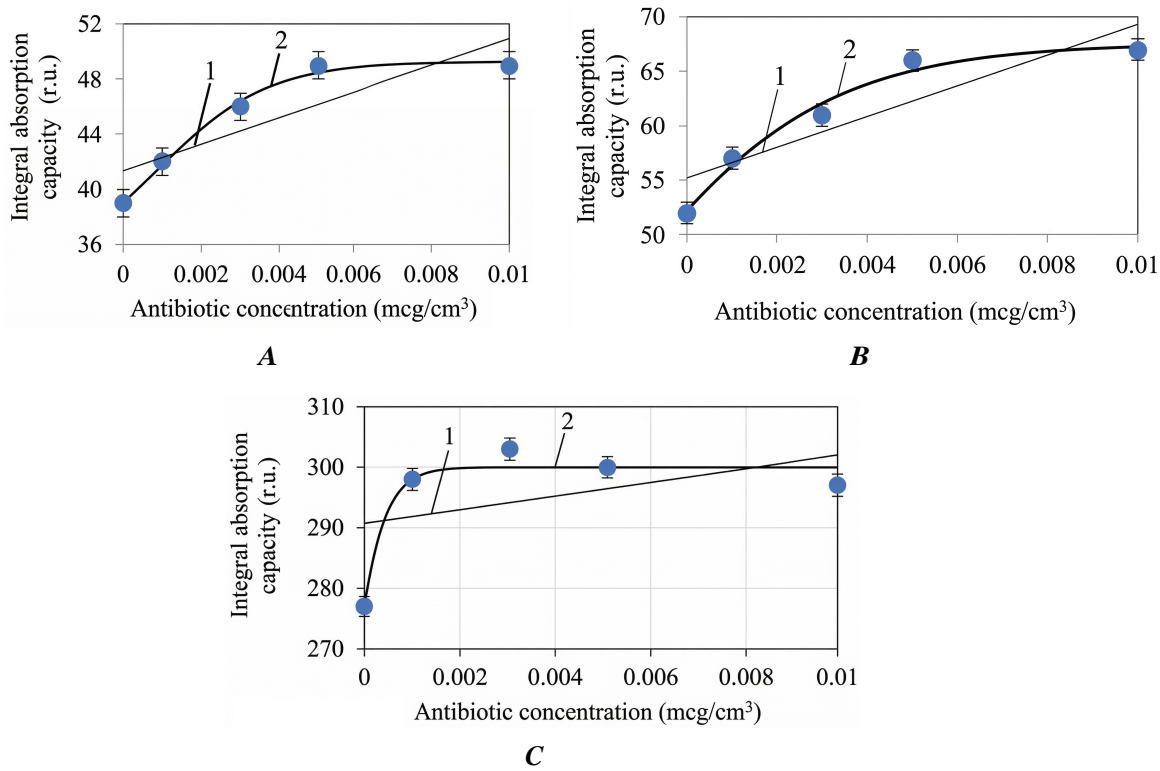 Integral absorption
capacity (r.u.)
52
48
44
40
36
1
2
0 0.002 0.004 0.006 0.008 0.01
Antibiotic concentration (mcg/cm³)
A
Integral absorption
capacity (r.u.)
70
65
60
55
50
1
2
0 0.002 0.004 0.006 0.008 0.01
Antibiotic concentration (mcg/cm³)
B
Integral absorption
capacity (r.u.)
310
300
290
280
270
1
2
0 0.002 0.004 0.006 0.008 0.01
Antibiotic concentration (mcg/cm³)
C